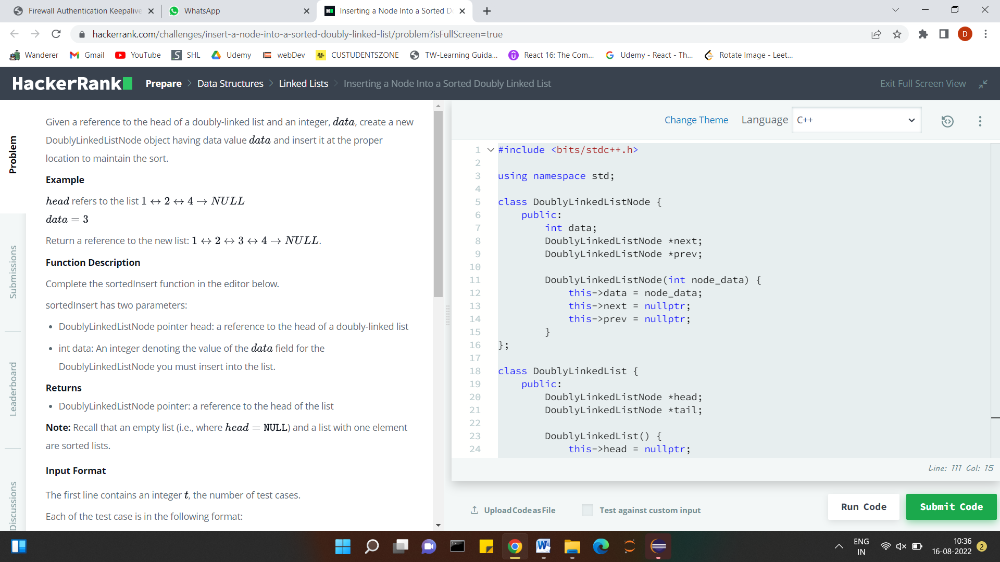 Firewall Authentication Keepalive
WhatsApp
Inserting a Node Into a Sorted D
hackerrank.com/challenges/insert-a-node-into-a-sorted-doubly-linked-list/problem?isFullScreen=true
D
Wanderer
Gmail
YouTube
SHL
Udemy
webDev
CUSTUDENTSZONE
TW-Learning Guida...
React 16: The Com...
Udemy - React - Th...
Rotate Image - Leet...
HackerRank
Prepare > Data Structures > Linked Lists > Inserting a Node Into a Sorted Doubly Linked List
Exit Full Screen View
Problem
Submissions
Leaderboard
Discussions
Given a reference to the head of a doubly-linked list and an integer, data, create a new
DoublyLinkedListNode object having data value data and insert it at the proper
location to maintain the sort.
Example
head refers to the list 1 ↔ 2 ↔ 4 → NULL
data = 3
Return a reference to the new list: 1 ↔ 2 ↔ 3 ↔ 4 → NULL.
Function Description
Complete the sortedInsert function in the editor below.
sortedInsert has two parameters:
• DoublyLinkedListNode pointer head: a reference to the head of a doubly-linked list
• int data: An integer denoting the value of the data field for the
DoublyLinkedListNode you must insert into the list.
Returns
• DoublyLinkedListNode pointer: a reference to the head of the list
Note: Recall that an empty list (i.e., where head = NULL) and a list with one element
are sorted lists.
Input Format
The first line contains an integer t, the number of test cases.
Each of the test case is in the following format:
Change Theme
Language
C++
1 #include <bits/stdc++.h>
2
3 using namespace std;
4
5 class DoublyLinkedListNode {
6 public:
7 int data;
8 DoublyLinkedListNode *next;
9 DoublyLinkedListNode *prev;
10
11 DoublyLinkedListNode(int node_data) {
12 this->data = node_data;
13 this->next = nullptr;
14 this->prev = nullptr;
15 }
16 };
17
18 class DoublyLinkedList {
19 public:
20 DoublyLinkedListNode *head;
21 DoublyLinkedListNode *tail;
22
23 DoublyLinkedList() {
24 this->head = nullptr;
Line: 111 Col: 15
Upload Code as File
Test against custom input
Run Code
Submit Code
ENG
IN
10:36
16-08-2022
2